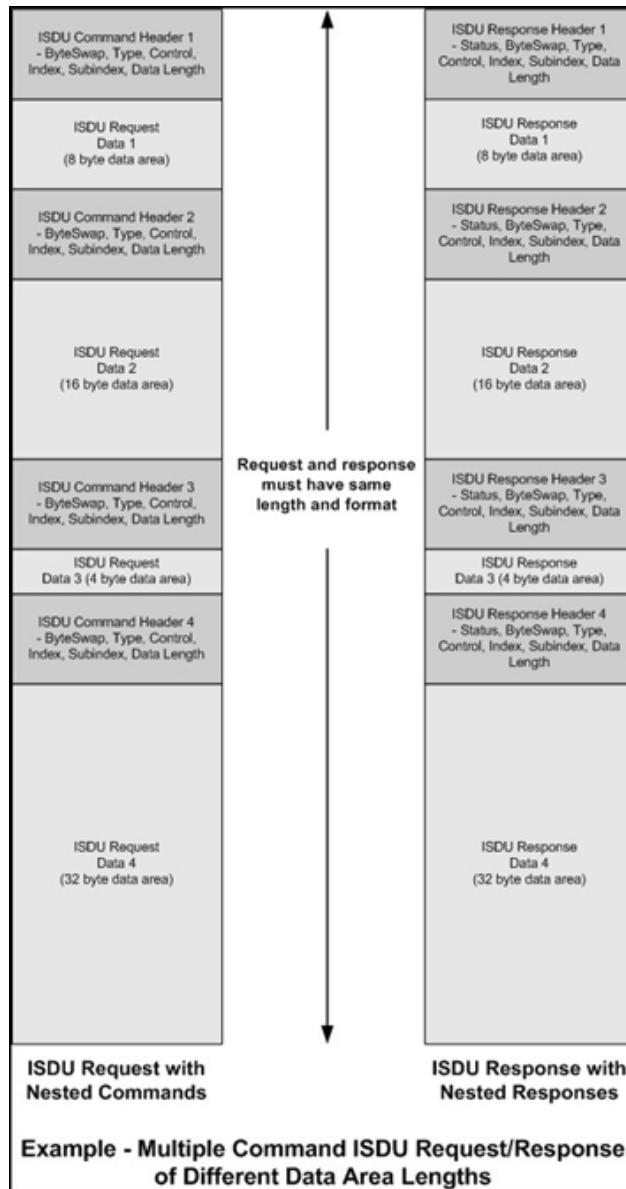 ISDU Command Header 1
- ByteSwap, Type, Control,
Index, Subindex, Data Length
ISDU Request
Data 1
(8 byte data area)
ISDU Command Header 2
- ByteSwap, Type, Control,
Index, Subindex, Data Length
ISDU Request
Data 2
(16 byte data area)
ISDU Command Header 3
- ByteSwap, Type, Control,
Index, Subindex, Data Length
ISDU Request
Data 3 (4 byte data area)
ISDU Command Header 4
- ByteSwap, Type, Control,
Index, Subindex, Data Length
ISDU Request
Data 4
(32 byte data area)
ISDU Request with
Nested Commands
Request and response
must have same
length and format
ISDU Response Header 1
- Status, ByteSwap, Type,
Control, Index, Subindex, Data
Length
ISDU Response
Data 1
(8 byte data area)
ISDU Response Header 2
- Status, ByteSwap, Type,
Control, Index, Subindex, Data
Length
ISDU Response
Data 2
(16 byte data area)
ISDU Response Header 3
- Status, ByteSwap, Type,
Control, Index, Subindex, Data
Length
ISDU Response
Data 3 (4 byte data area)
ISDU Response Header 4
- Status, ByteSwap, Type,
Control, Index, Subindex, Data
Length
ISDU Response
Data 4
(32 byte data area)
ISDU Response with
Nested Responses
Example - Multiple Command ISDU Request/Response
of Different Data Area Lengths